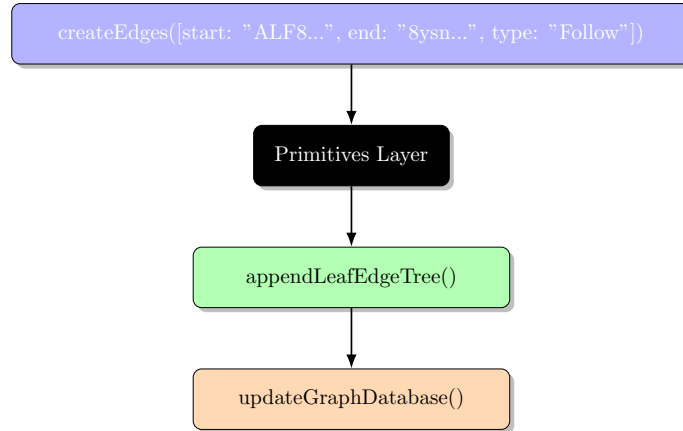 createEdges([start: ”ALF8...”, end: ”8ysn...”, type: ”Follow”])
Primitives Layer
appendLeafEdgeTree()
updateGraphDatabase()